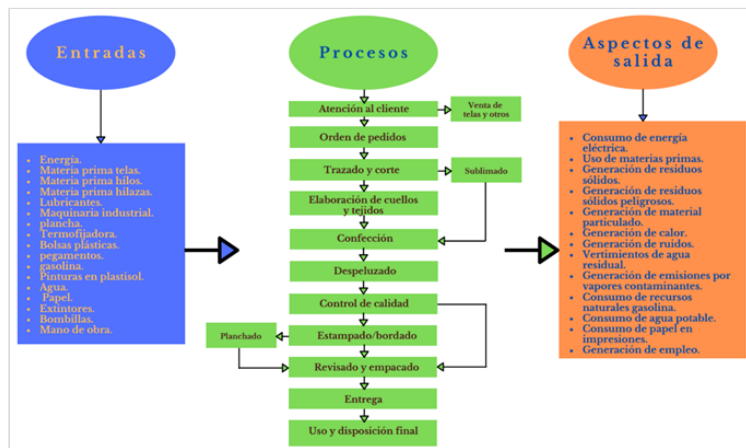 Entradas
Energía.
Materia prima telas.
Materia prima hilos.
Materia prima hilazas.
Lubricantes.
Maquinaria industrial.
plancha.
Termofijadora.
Bolsas plásticas.
pegamentos.
gasolina.
Pinturas en plastisol.
Agua.
Papel.
Extintores.
Bombillas.
Mano de obra.
Procesos
Atención al cliente
Venta de
telas y otros
Orden de pedidos
Trazado y corte
Sublimado
Elaboración de cuellos
y tejidos
Confección
Despeluzado
Control de calidad
Planchado
Estampado/bordado
Revisado y empacado
Entrega
Uso y disposición final
Aspectos de
salida
Consumo de energía
eléctrica.
Uso de materias primas.
Generación de residuos
sólidos.
Generación de residuos
sólidos peligrosos.
Generación de material
particulado.
Generación de calor.
Generación de ruidos.
Vertimientos de agua
residual.
Generación de emisiones por
vapores contaminantes.
Consumo de recursos
naturales gasolina.
Consumo de agua potable.
Consumo de papel en
impresiones.
Generación de empleo.